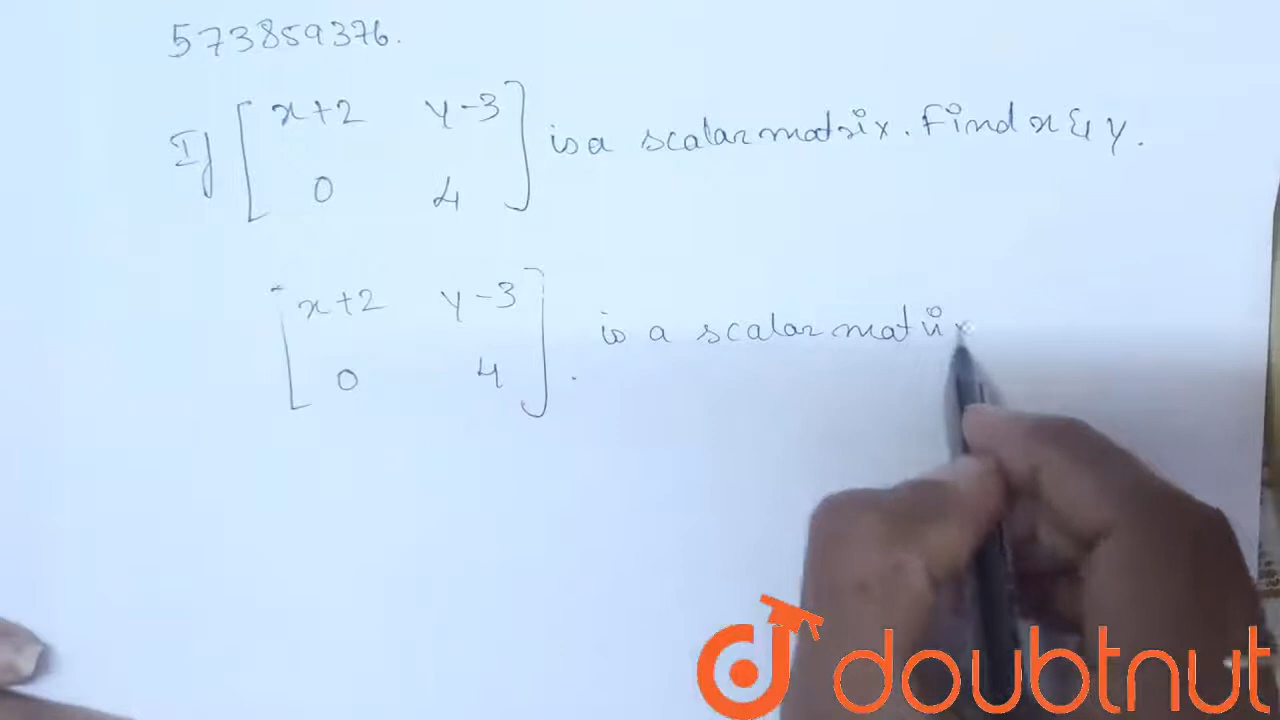 573859376.
If [ x+2 y-3 ] is a scalar matrix. Find x & y.
0 4
[ x+2 y-3 ] is a scalar matrix
0 4 .
doubtnut